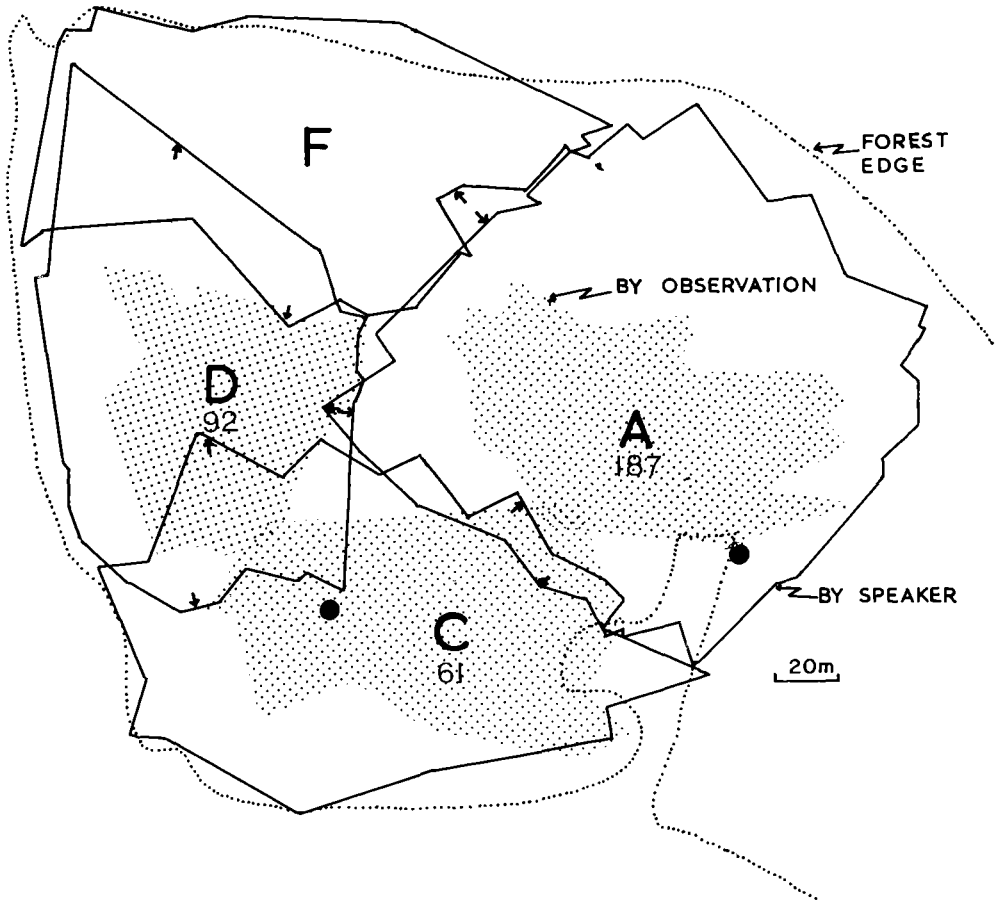 F
FOREST
EDGE
BY OBSERVATION
D
92
A
187
BY SPEAKER
C
61
20m